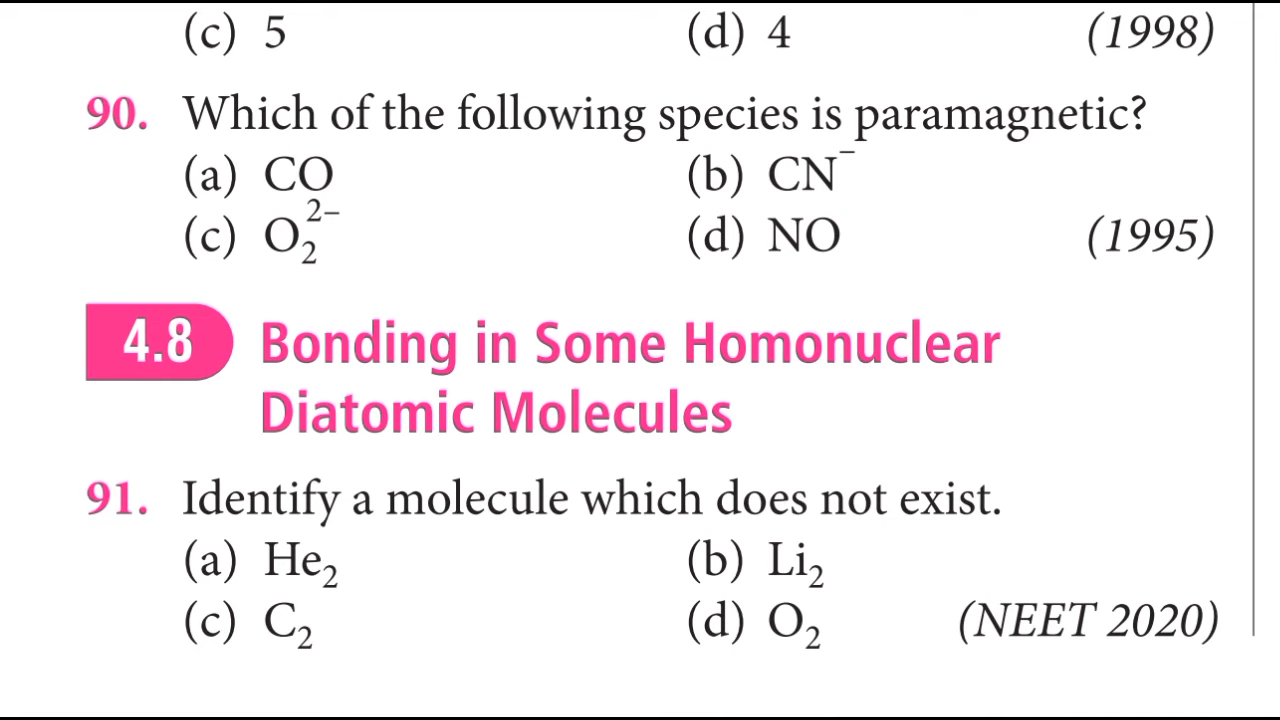 (c) 5 (d) 4 (1998)
90. Which of the following species is paramagnetic?
(a) CO (b) CN⁻
(c) O₂²⁻ (d) NO (1995)
4.8 Bonding in Some Homonuclear
Diatomic Molecules
91. Identify a molecule which does not exist.
(a) He₂ (b) Li₂
(c) C₂ (d) O₂ (NEET 2020)